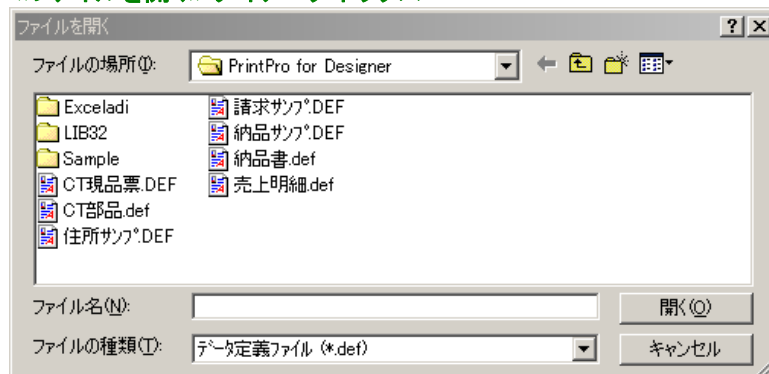 ファイルを開く
ファイルの場所(I):
PrintPro for Designer
Exceladi
LIB32
Sample
CT現品票.DEF
CT部品.def
住所サンプ.DEF
請求サンプ.DEF
納品サンプ.DEF
納品書.def
売上明細.def
ファイル名(N):
開く(O)
ファイルの種類(T):
データ定義ファイル (*.def)
キャンセル